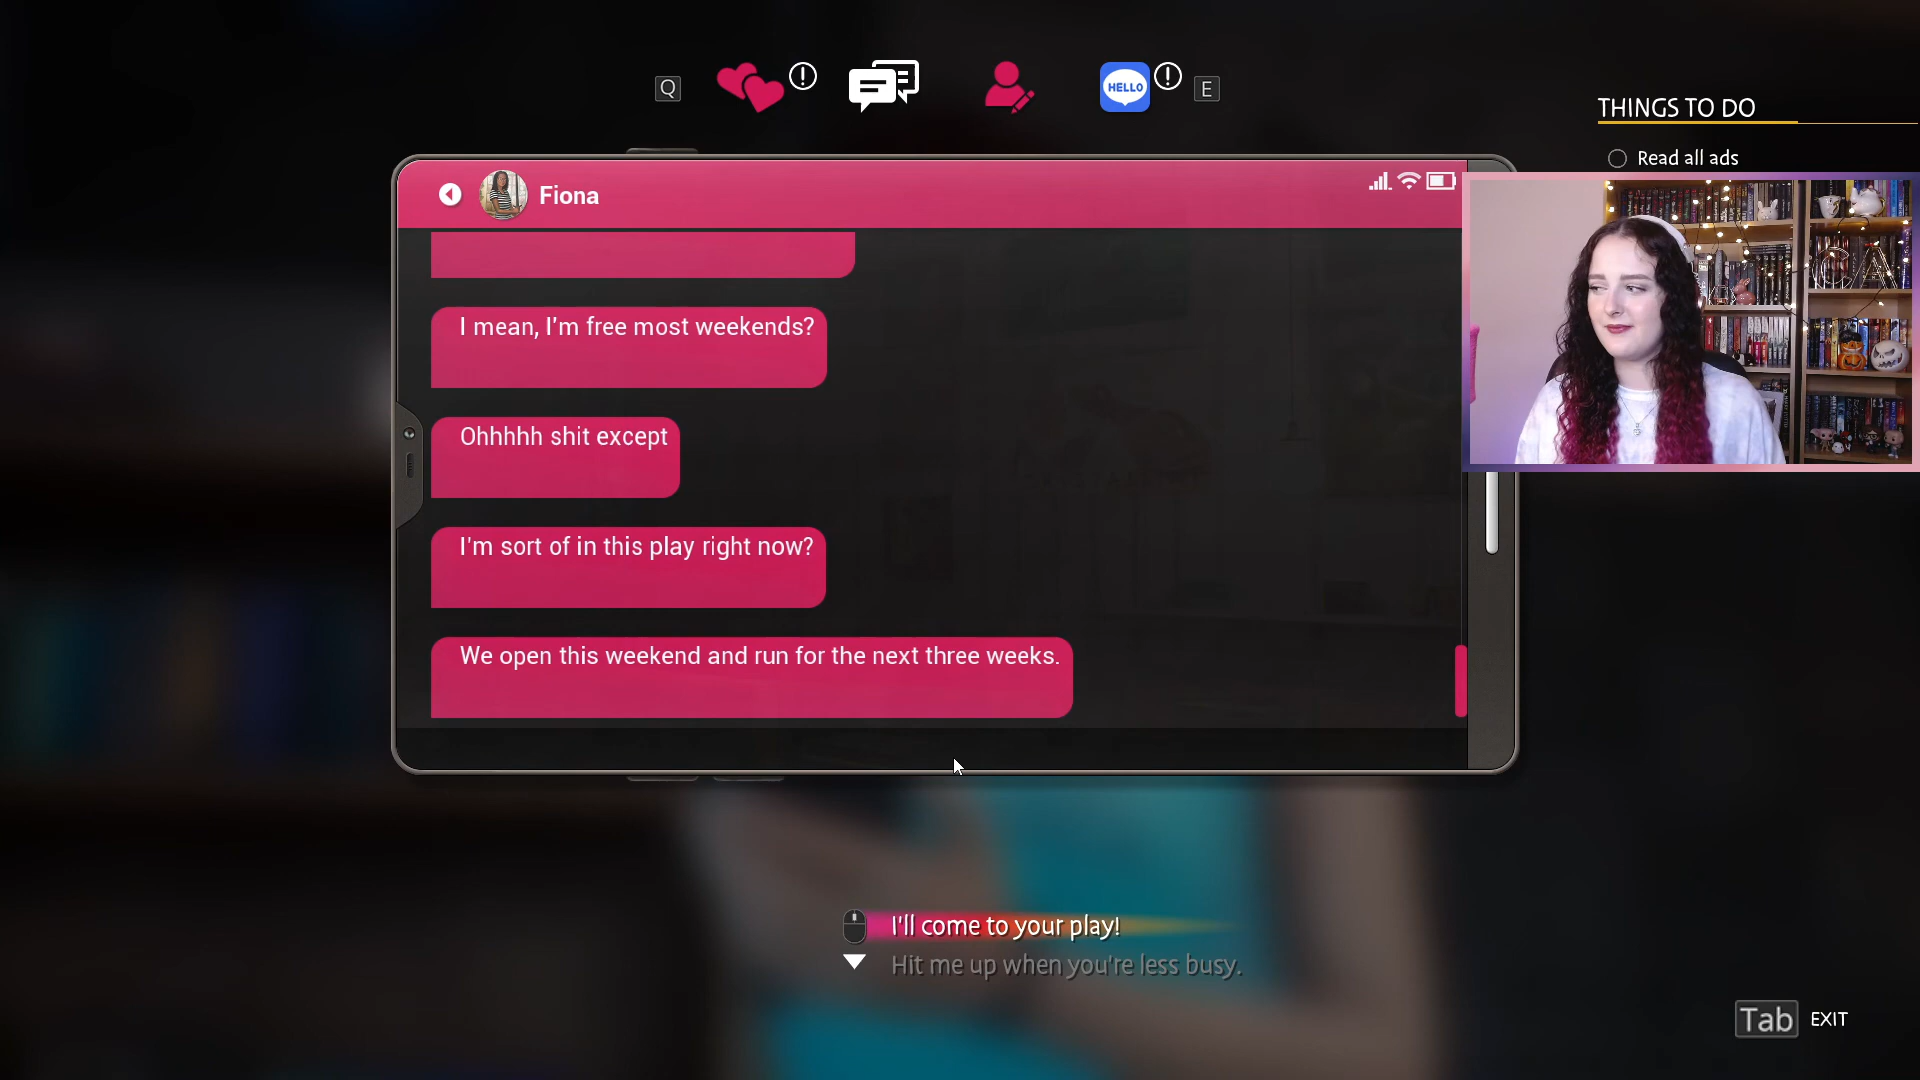 Q
HELLO
E
THINGS TO DO
Read all ads
Fiona
I mean, I'm free most weekends?
Ohhhhh shit except
I'm sort of in this play right now?
We open this weekend and run for the next three weeks.
I'll come to your play!
Hit me up when you're less busy.
Tab EXIT